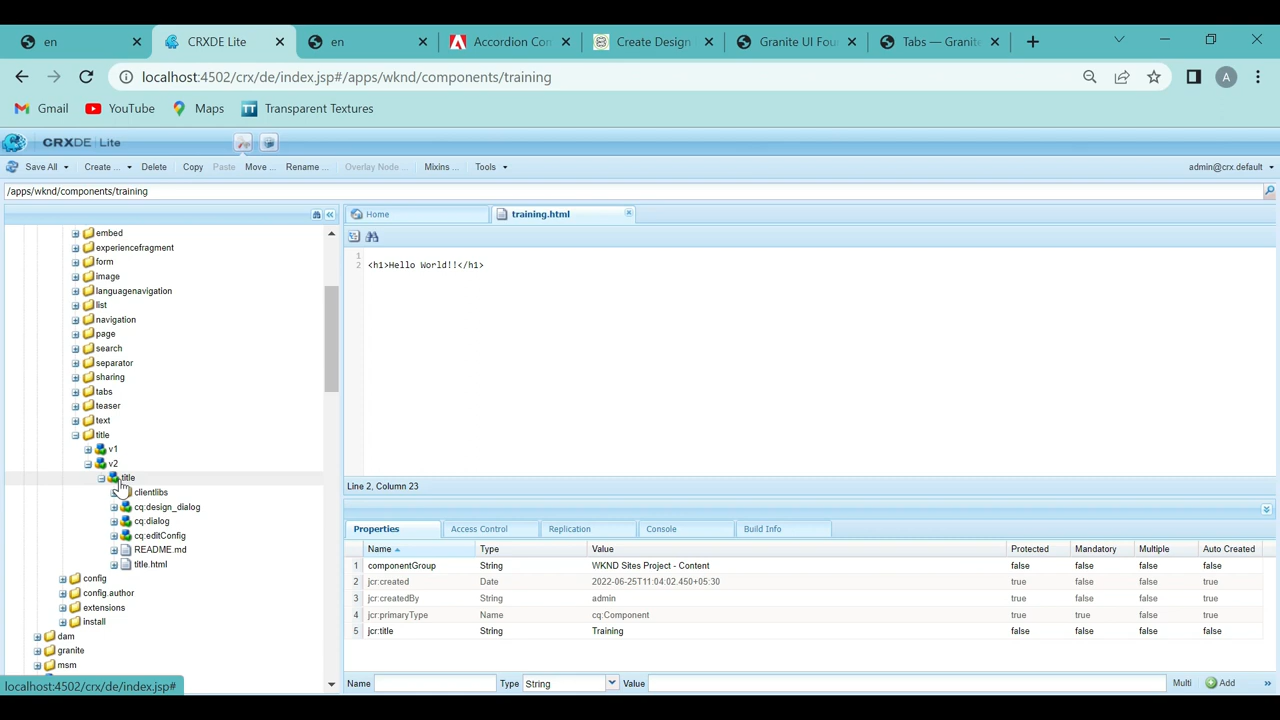 en
CRXDE Lite
en
Accordion Con
Create Design
Granite UI Fou
Tabs — Granite
localhost:4502/crx/de/index.jsp#/apps/wknd/components/training
A
Gmail
YouTube
Maps
TT
Transparent Textures
CRXDE Lite
Save All
Create ...
Delete
Copy
Paste
Move ...
Rename ...
Overlay Node ...
Mixins ...
Tools
admin@crx.default
/apps/wknd/components/training
embed
experiencefragment
form
image
languagenavigation
list
navigation
page
search
separator
sharing
tabs
teaser
text
title
v1
v2
title
clientlibs
cq:design_dialog
cq:dialog
cq:editConfig
README.md
title.html
config
config.author
extensions
install
dam
granite
msm
localhost:4502/crx/de/index.jsp#
Home
training.html
1
2 <h1>Hello World!!</h1>
Line 2, Column 23
Properties
Access Control
Replication
Console
Build Info
Name Type Value Protected Mandatory Multiple Auto Created
1 componentGroup String WKND Sites Project - Content false false false false
2 jcr:created Date 2022-06-25T11:04:02.450+05:30 true false false true
3 jcr:createdBy String admin true false false true
4 jcr:primaryType Name cq:Component true true false true
5 jcr:title String Training false false false false
Name
Type
String
Value
Multi
Add